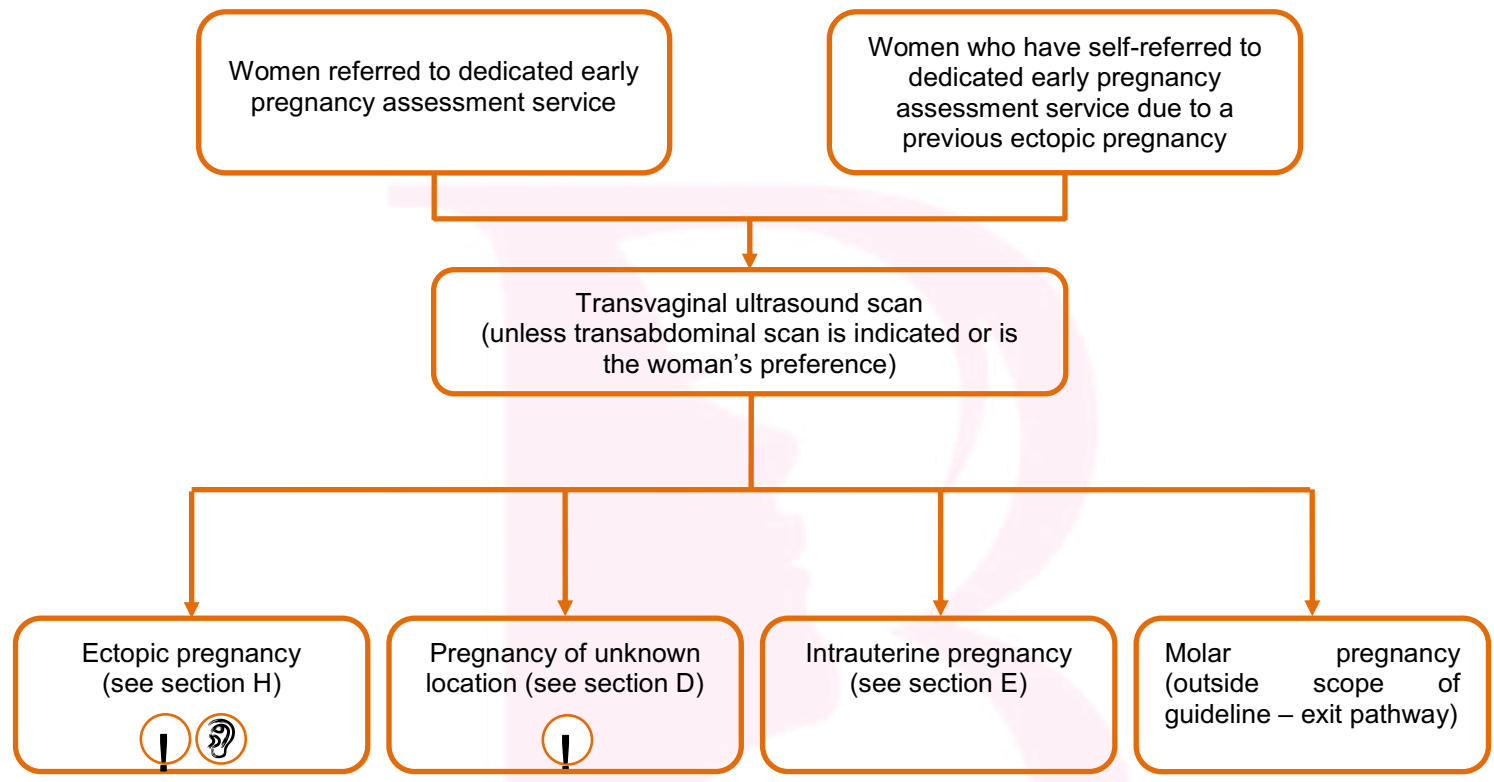 Women referred to dedicated early
pregnancy assessment service
Women who have self-referred to
dedicated early pregnancy
assessment service due to a
previous ectopic pregnancy
Transvaginal ultrasound scan
(unless transabdominal scan is indicated or is
the woman’s preference)
Ectopic pregnancy
(see section H)
!
Pregnancy of unknown
location (see section D)
!
Intrauterine pregnancy
(see section E)
Molar pregnancy
(outside scope of
guideline – exit pathway)